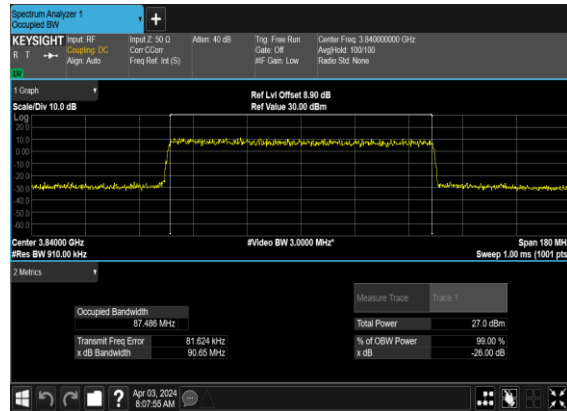 Spectrum Analyzer 1
Occupied BW
+
KEYSIGHT Input: RF Input Z: 50 Ω Atten: 40 dB Trig: Free Run Center Freq: 3.840000000 GHz
R T Coupling: DC Corr CCorr Gate: Off Avg|Hold: 100/100
Align: Auto Freq Ref: Int (S) #IF Gain: Low Radio Std: None
LU
1 Graph
Scale/Div 10.0 dB Ref Lvl Offset 8.90 dB
Ref Value 30.00 dBm
Log
20.0
10.0
0.00
-10.0
-20.0
-30.0
-40.0
-50.0
-60.0
Center 3.84000 GHz #Video BW 3.0000 MHz* Span 180 MHz
#Res BW 910.00 kHz Sweep 1.00 ms (1001 pts)
2 Metrics
Measure Trace Trace 1
Occupied Bandwidth
87.486 MHz Total Power 27.0 dBm
Transmit Freq Error 81.624 kHz % of OBW Power 99.00 %
x dB Bandwidth 90.65 MHz x dB -26.00 dB
? Apr 03, 2024
8:07:55 AM